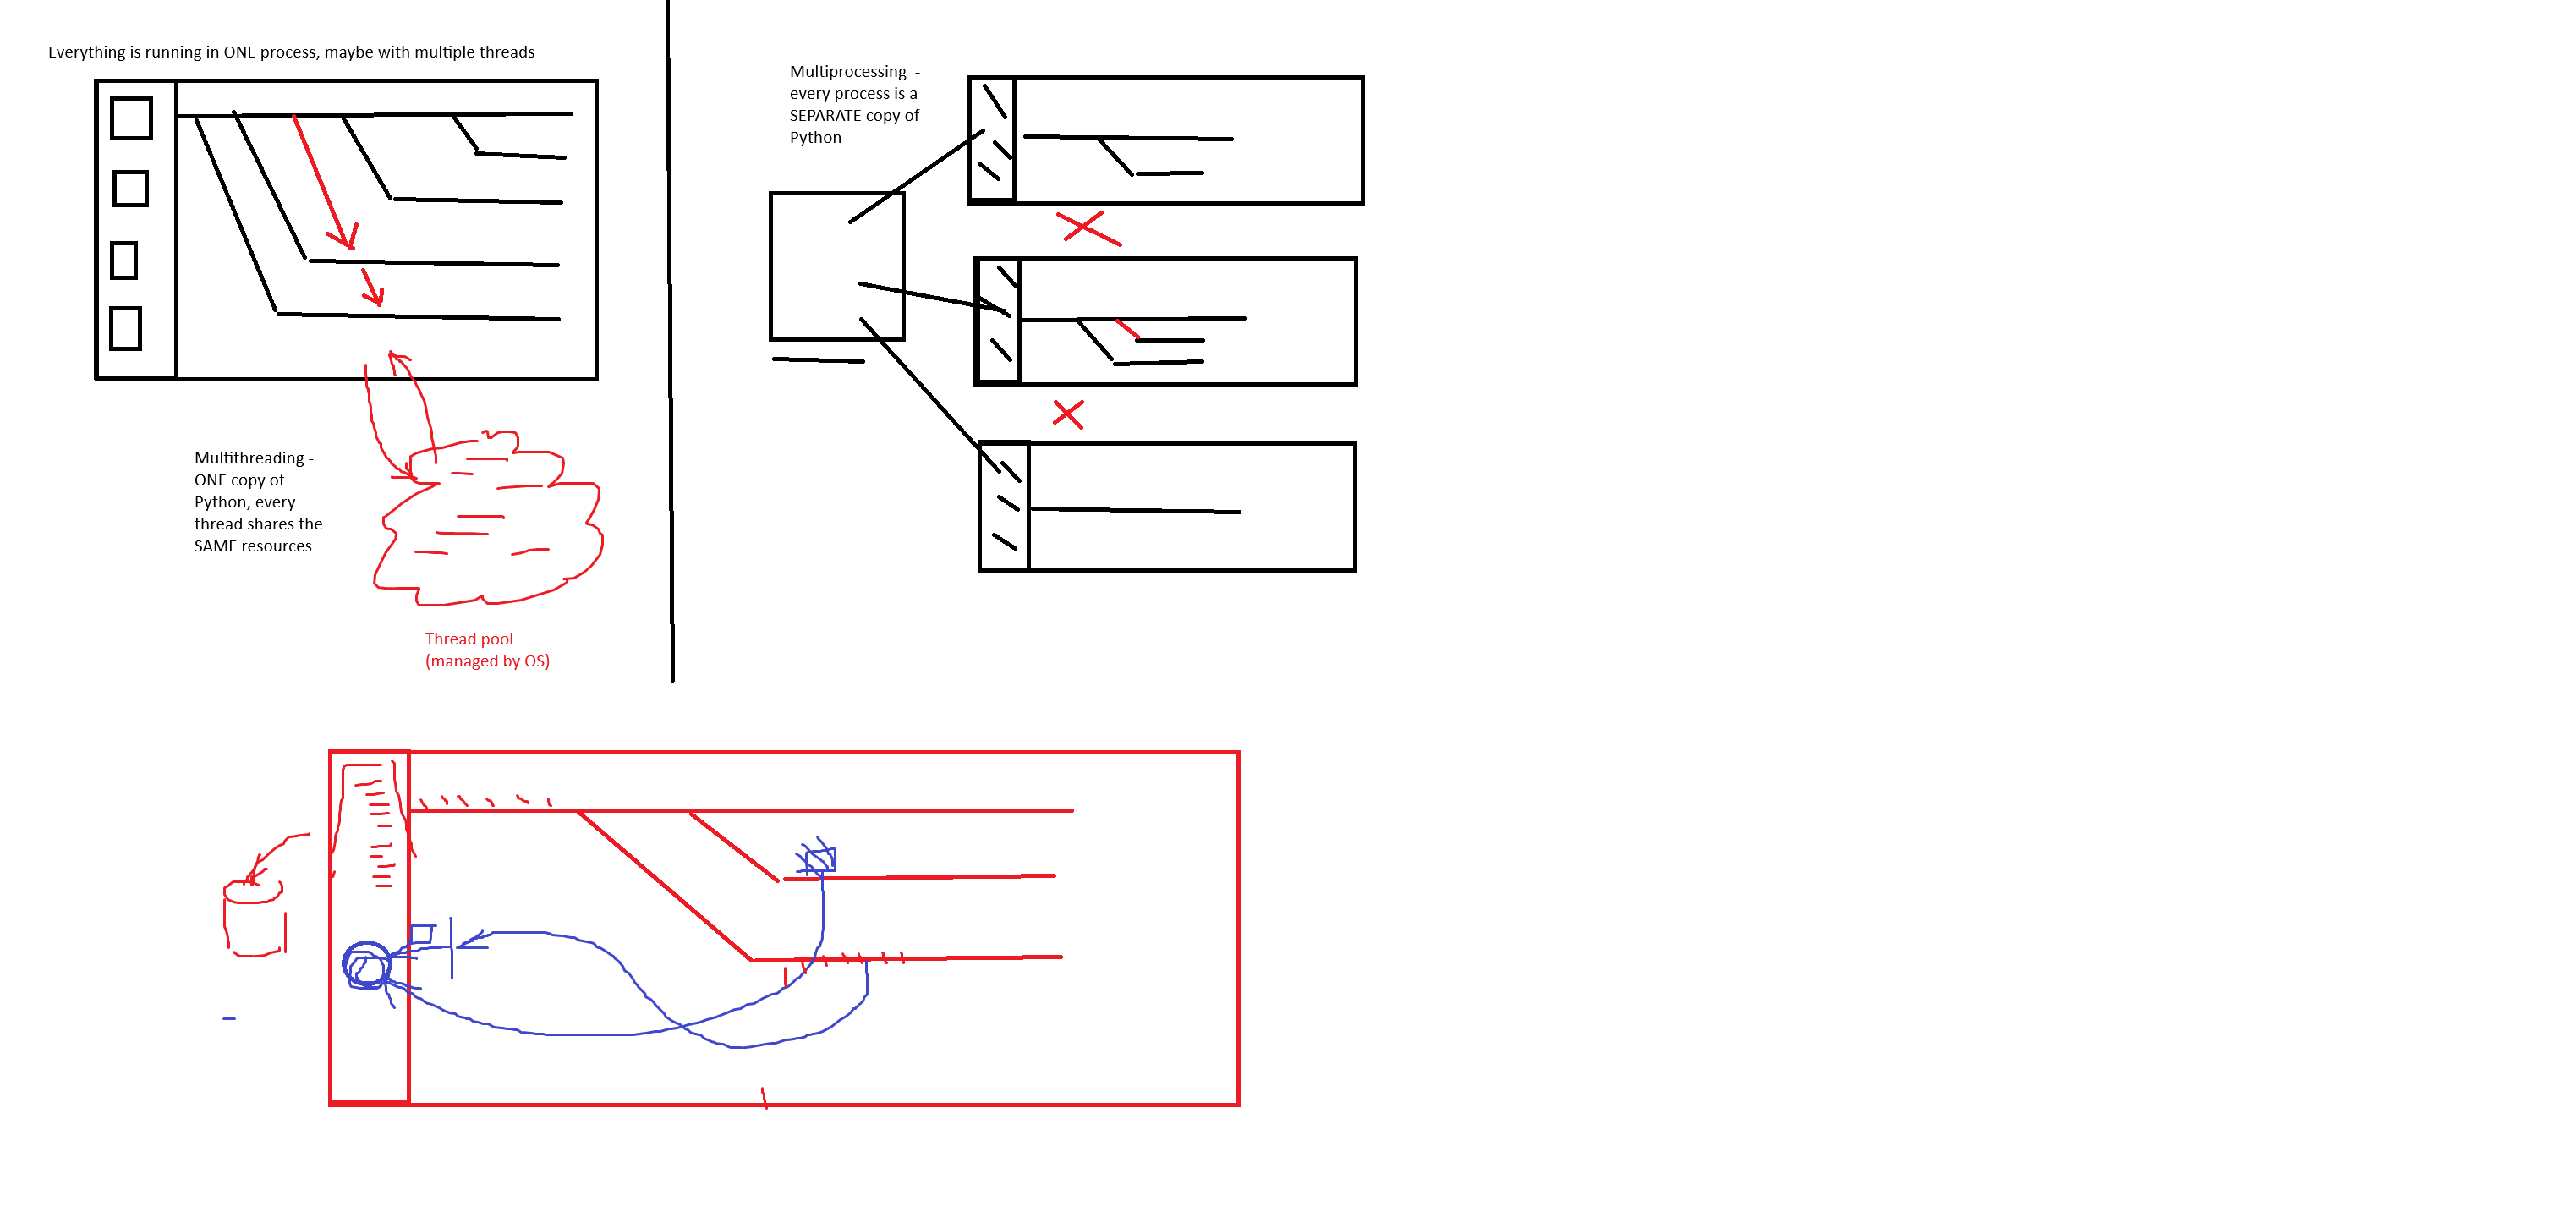 Everything is running in ONE process, maybe with multiple threads
Multithreading -
ONE copy of
Python, every
thread shares the
SAME resources
Thread pool
(managed by OS)
Multiprocessing -
every process is a
SEPARATE copy of
Python